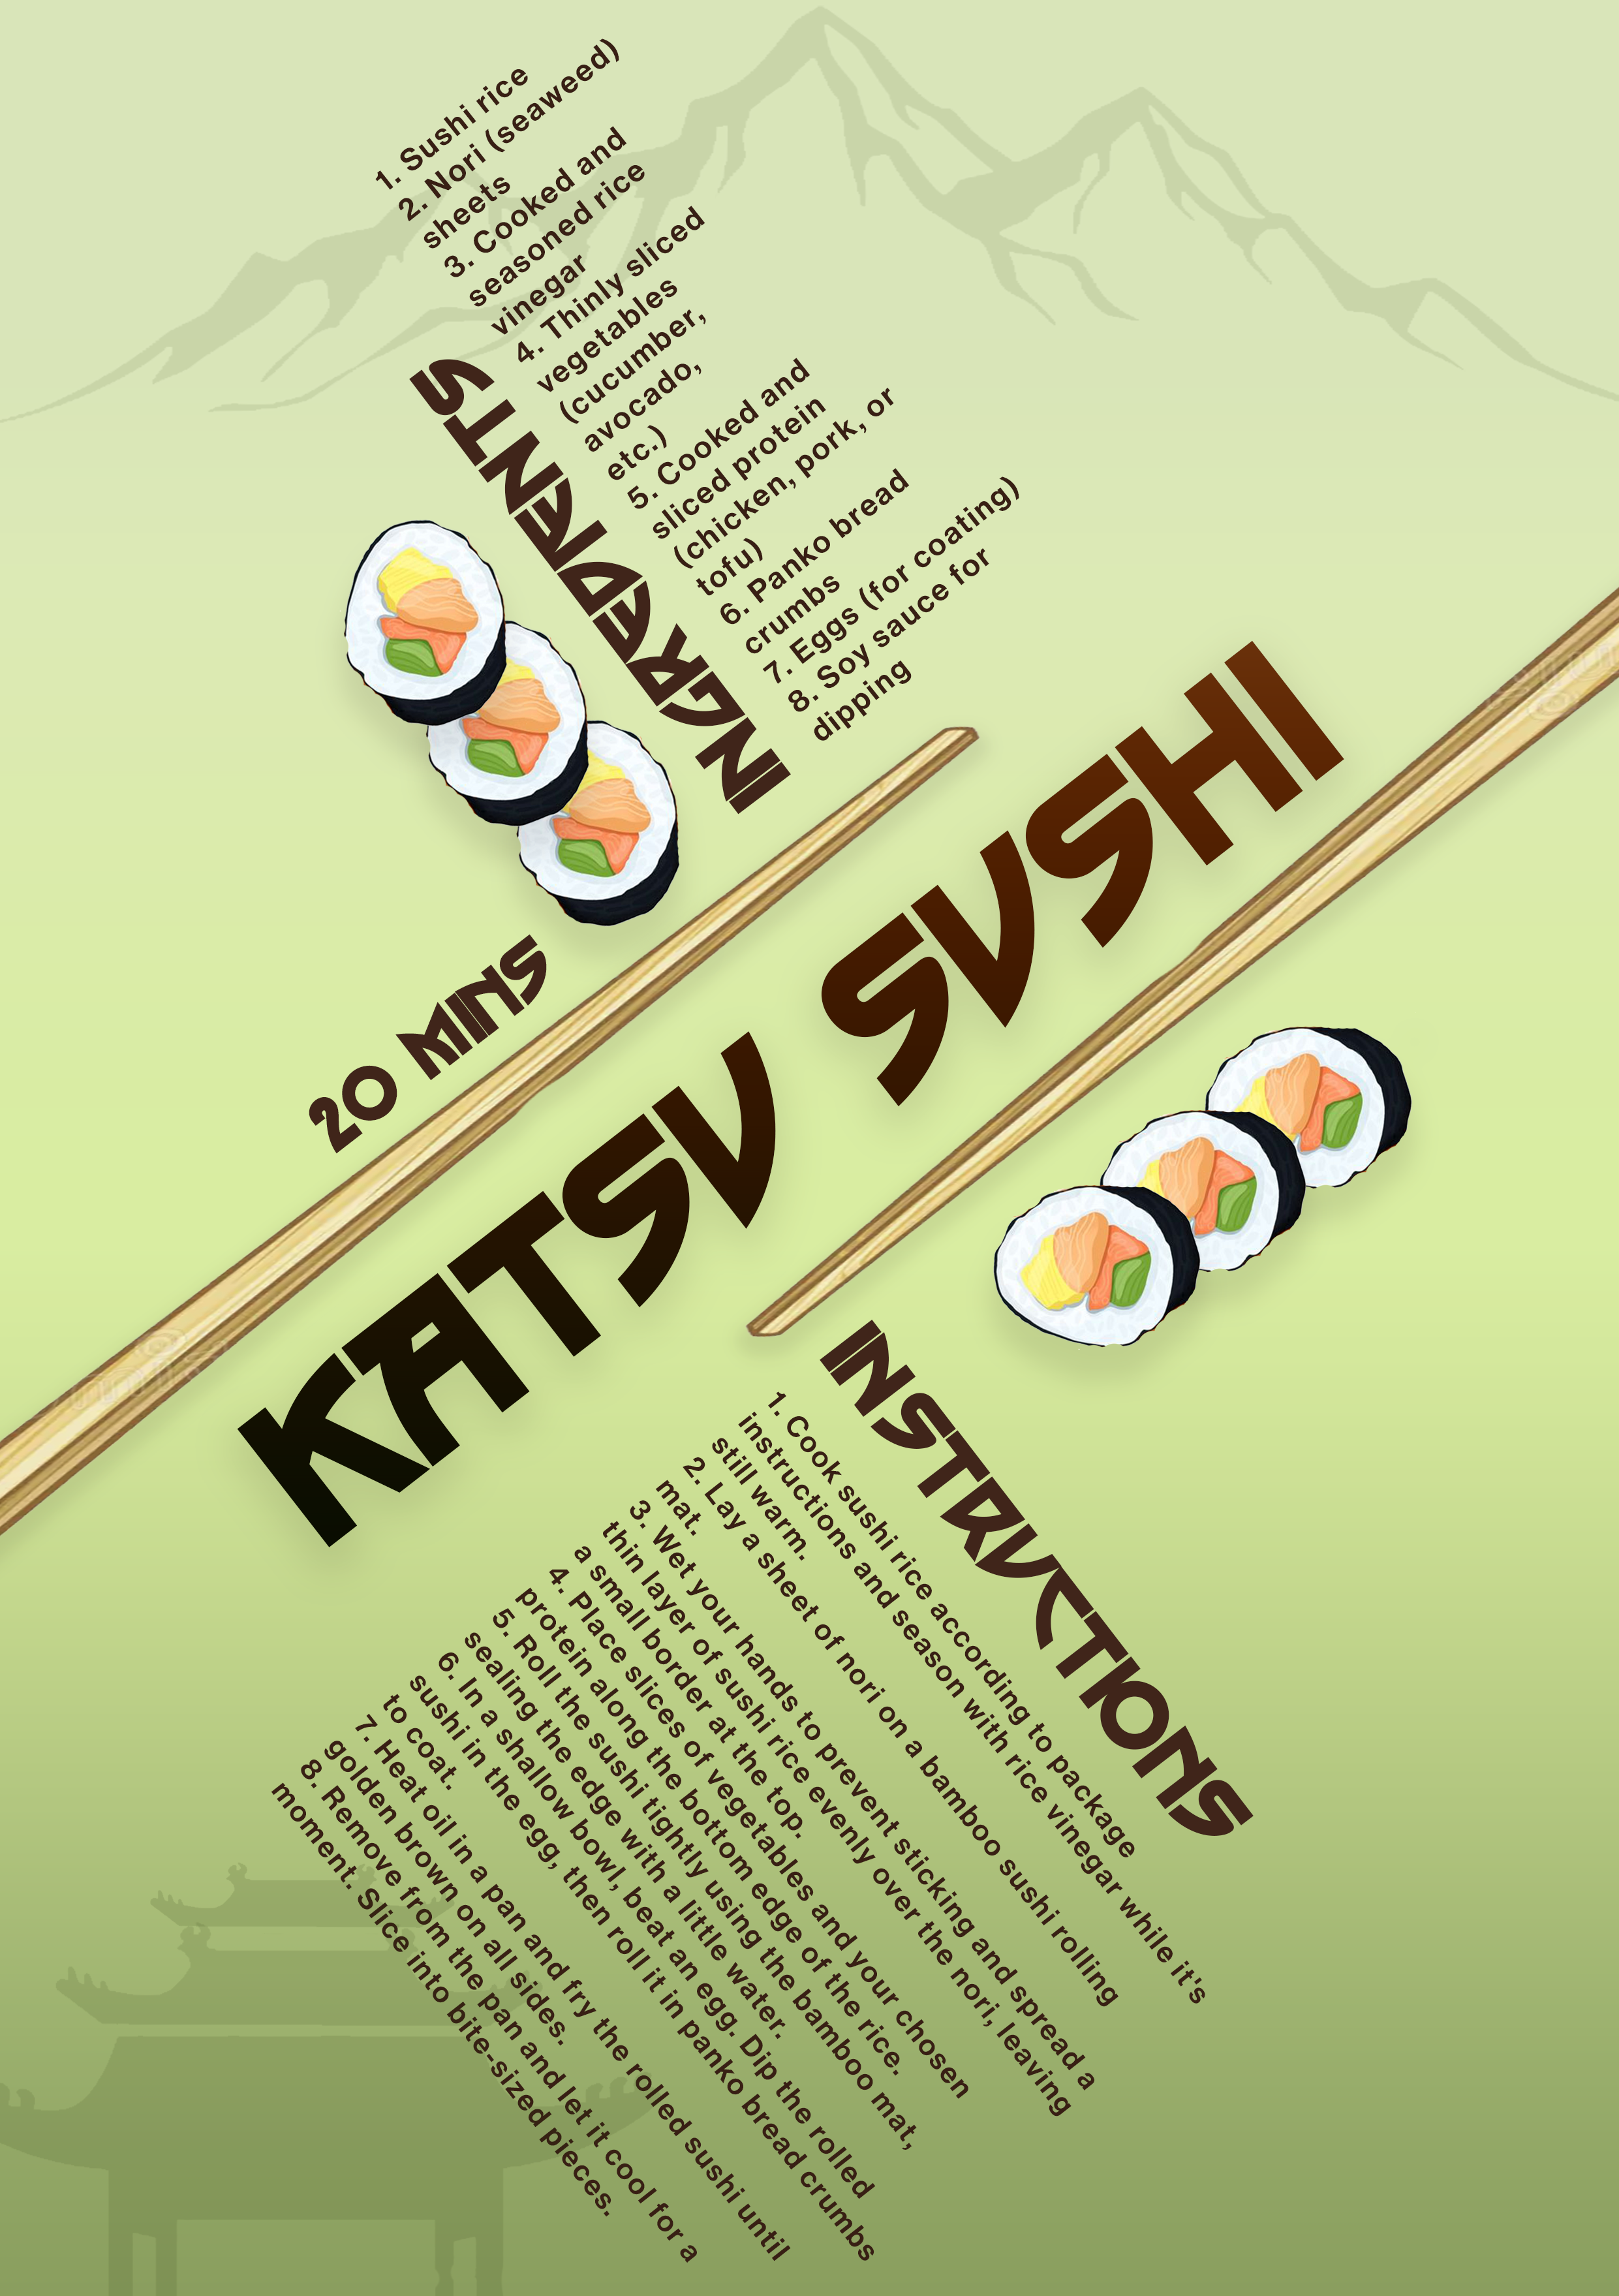 INGREDIENTS
1. Sushi rice
2. Nori (seaweed)
sheets
3. Cooked and
seasoned rice
vinegar
4. Thinly sliced
vegetables
(cucumber,
avocado,
etc.)
5. Cooked and
sliced protein
(chicken, pork, or
tofu)
6. Panko bread
crumbs
7. Eggs (for coating)
8. Soy sauce for
dipping
20 MINS
KATSU SUSHI
INSTRUCTIONS
1. Cook sushi rice according to package
instructions and season with rice vinegar while it's
still warm.
2. Lay a sheet of nori on a bamboo sushi rolling
mat.
3. Wet your hands to prevent sticking and spread a
thin layer of sushi rice evenly over the nori, leaving
a small border at the top.
4. Place slices of vegetables and your chosen
protein along the bottom edge of the rice.
5. Roll the sushi tightly using the bamboo mat,
sealing the edge with a little water.
6. In a shallow bowl, beat an egg. Dip the rolled
sushi in the egg, then roll it in panko bread crumbs
to coat.
7. Heat oil in a pan and fry the rolled sushi until
golden brown on all sides.
8. Remove from the pan and let it cool for a
moment. Slice into bite-sized pieces.